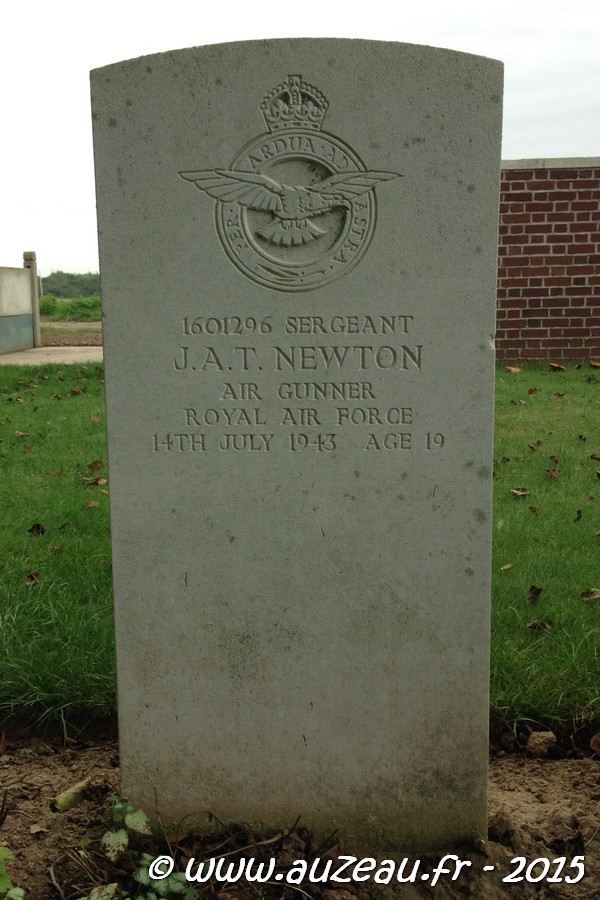 PER · ARDUA · AD ASTRA
1601296 SERGEANT
J.A.T. NEWTON
AIR GUNNER
ROYAL AIR FORCE
14TH JULY 1943 AGE 19
© www.auzeau.fr - 2015